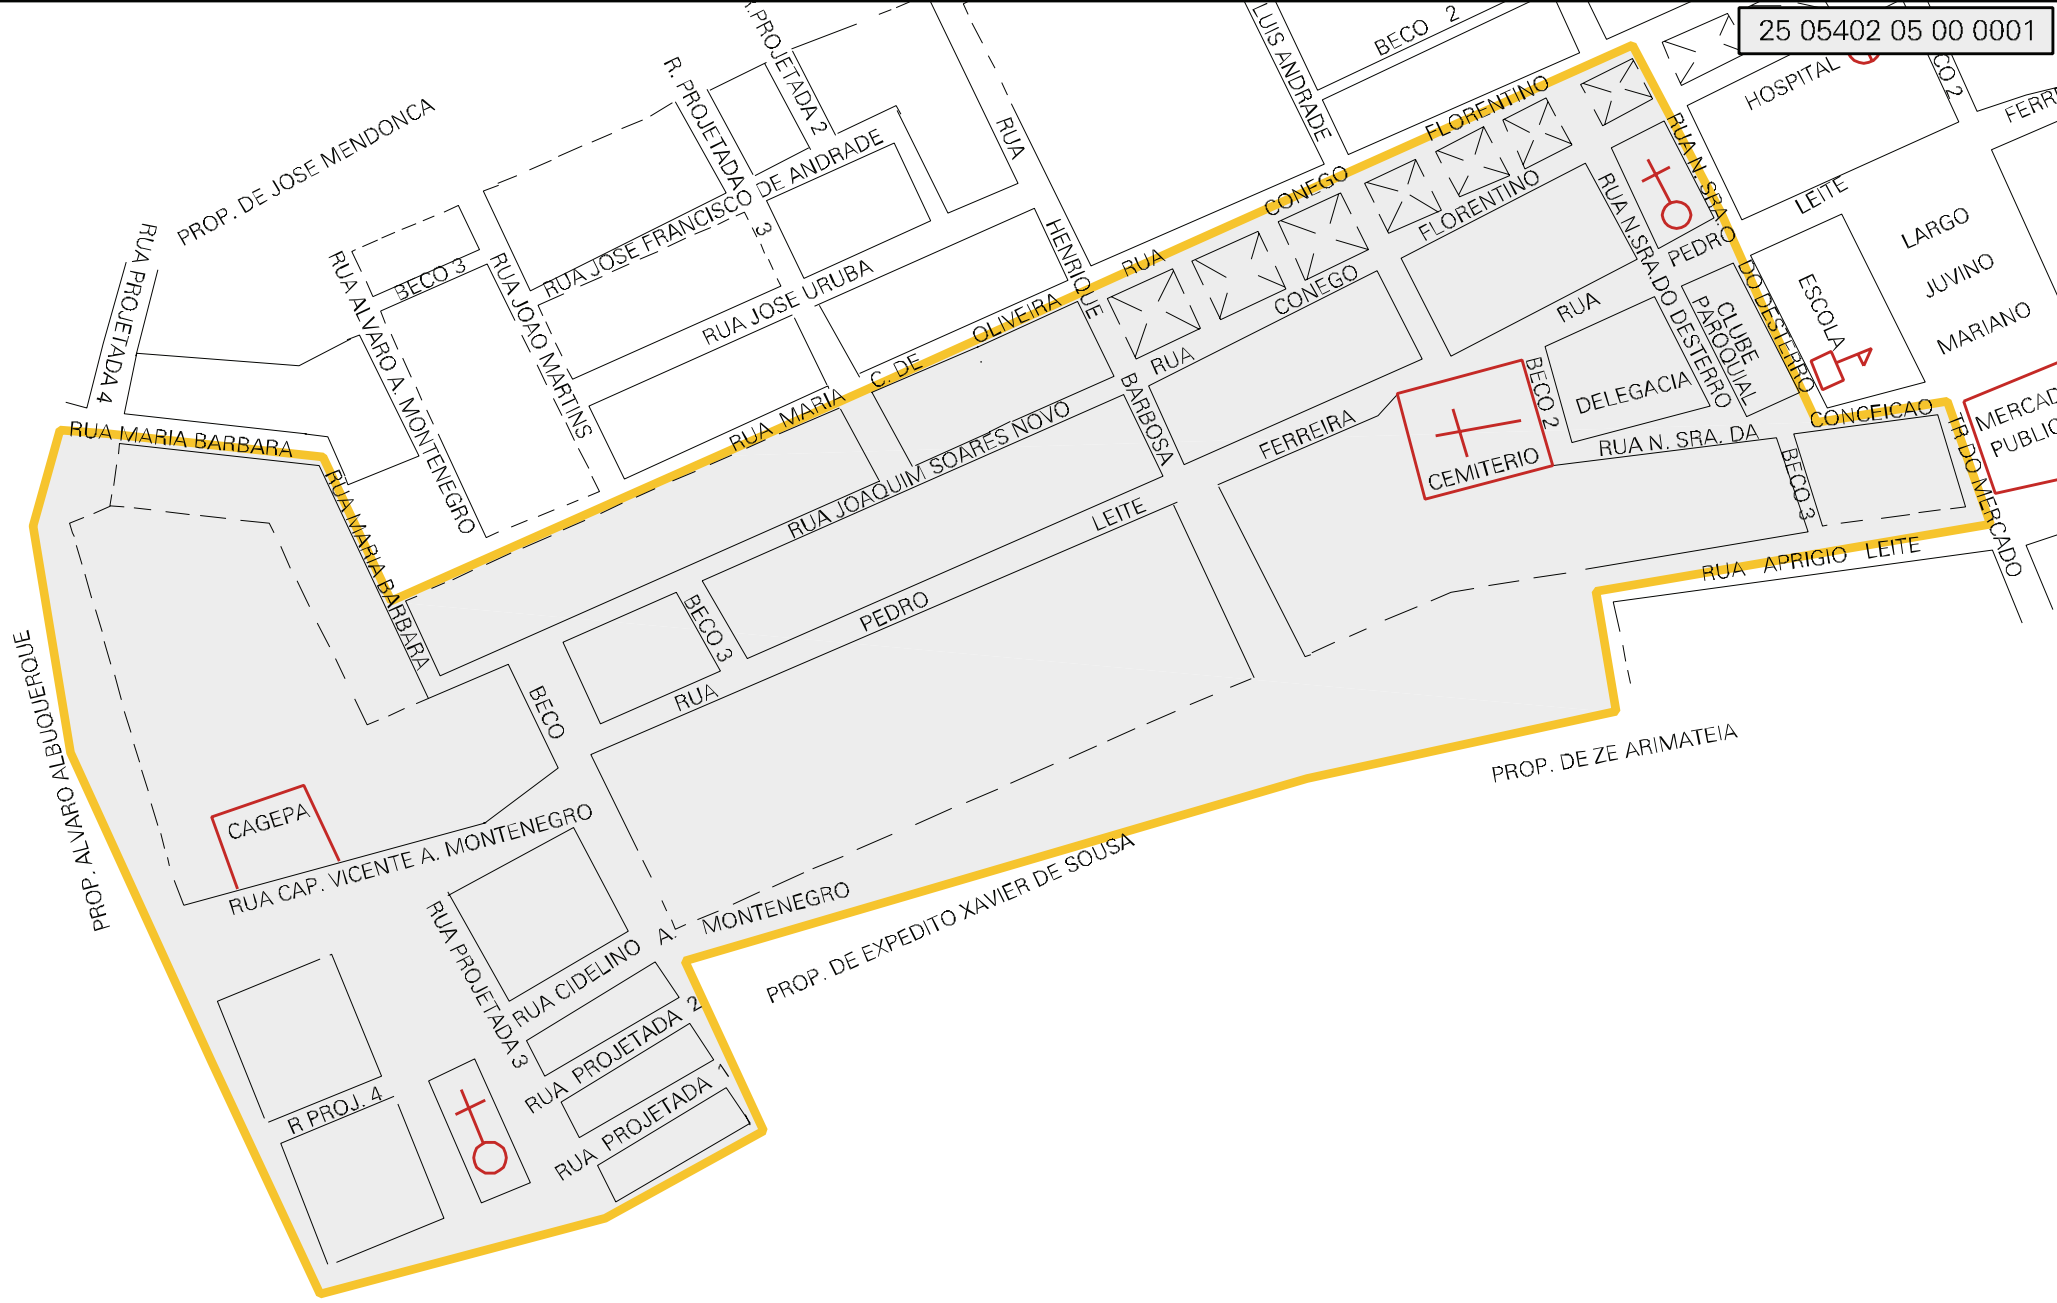 25 05402 05 00 0001
BECO 2
LUIS ANDRADE
PROJETADA 2
R. PROJETADA 3
PROP. DE JOSE MENDONCA
HOSPITAL
FLORENTINO
RUA
RUA N. SRA.
RUA JOSE FRANCISCO DE ANDRADE
CONEGO
FLORENTINO
LEITE
RUA PROJETADA 4
RUA ALVARO A. MONTENEGRO
BECO 3
RUA JOAO MARTINS
RUA JOSE URUBA
HENRIQUE
RUA
CONEGO
RUA N.SRA.DO DESTERRO
PEDRO
DO DESTERRO
LARGO
JUVINO
MARIANO
ESCOLA
CLUBE
PAROQUIAL
RUA
C. DE
OLIVEIRA
RUA
BARBOSA
BECO 2
DELEGACIA
CONCEICAO
TR DO MERCADO
RUA MARIA BARBARA
RUA MARIA
RUA JOAQUIM SOARES NOVO
FERREIRA
CEMITERIO
RUA N. SRA. DA
BECO 3
RUA MARIA BARBARA
LEITE
RUA APRIGIO LEITE
PEDRO
BECO 3
RUA
BECO
PROP. ALVARO ALBUQUERQUE
PROP. DE ZE ARIMATEIA
CAGEPA
RUA CAP. VICENTE A. MONTENEGRO
PROP. DE EXPEDITO XAVIER DE SOUSA
RUA PROJETADA 3
RUA CIDELINO A. MONTENEGRO
RUA PROJETADA 2
RUA PROJETADA 1
R PROJ. 4